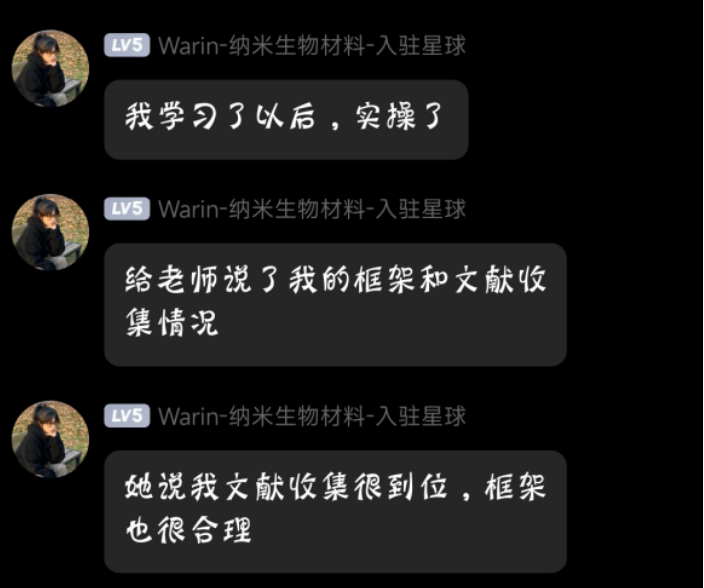 LV5 Warin-纳米生物材料-入驻星球
我学习了以后，实操了
LV5 Warin-纳米生物材料-入驻星球
给老师说了我的框架和文献收
集情况
LV5 Warin-纳米生物材料-入驻星球
她说我文献收集很到位，框架
也很合理